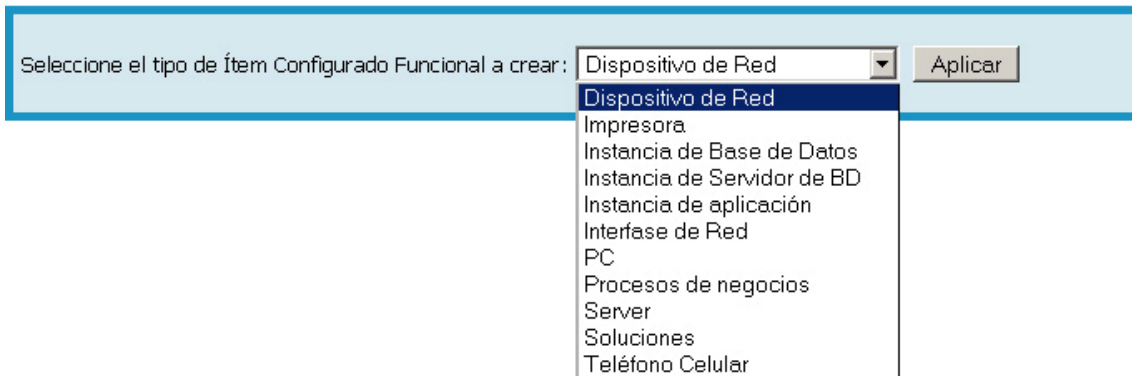 Seleccione el tipo de Ítem Configurado Funcional a crear: Dispositivo de Red Aplicar
Dispositivo de Red
Impresora
Instancia de Base de Datos
Instancia de Servidor de BD
Instancia de aplicación
Interfase de Red
PC
Procesos de negocios
Server
Soluciones
Teléfono Celular